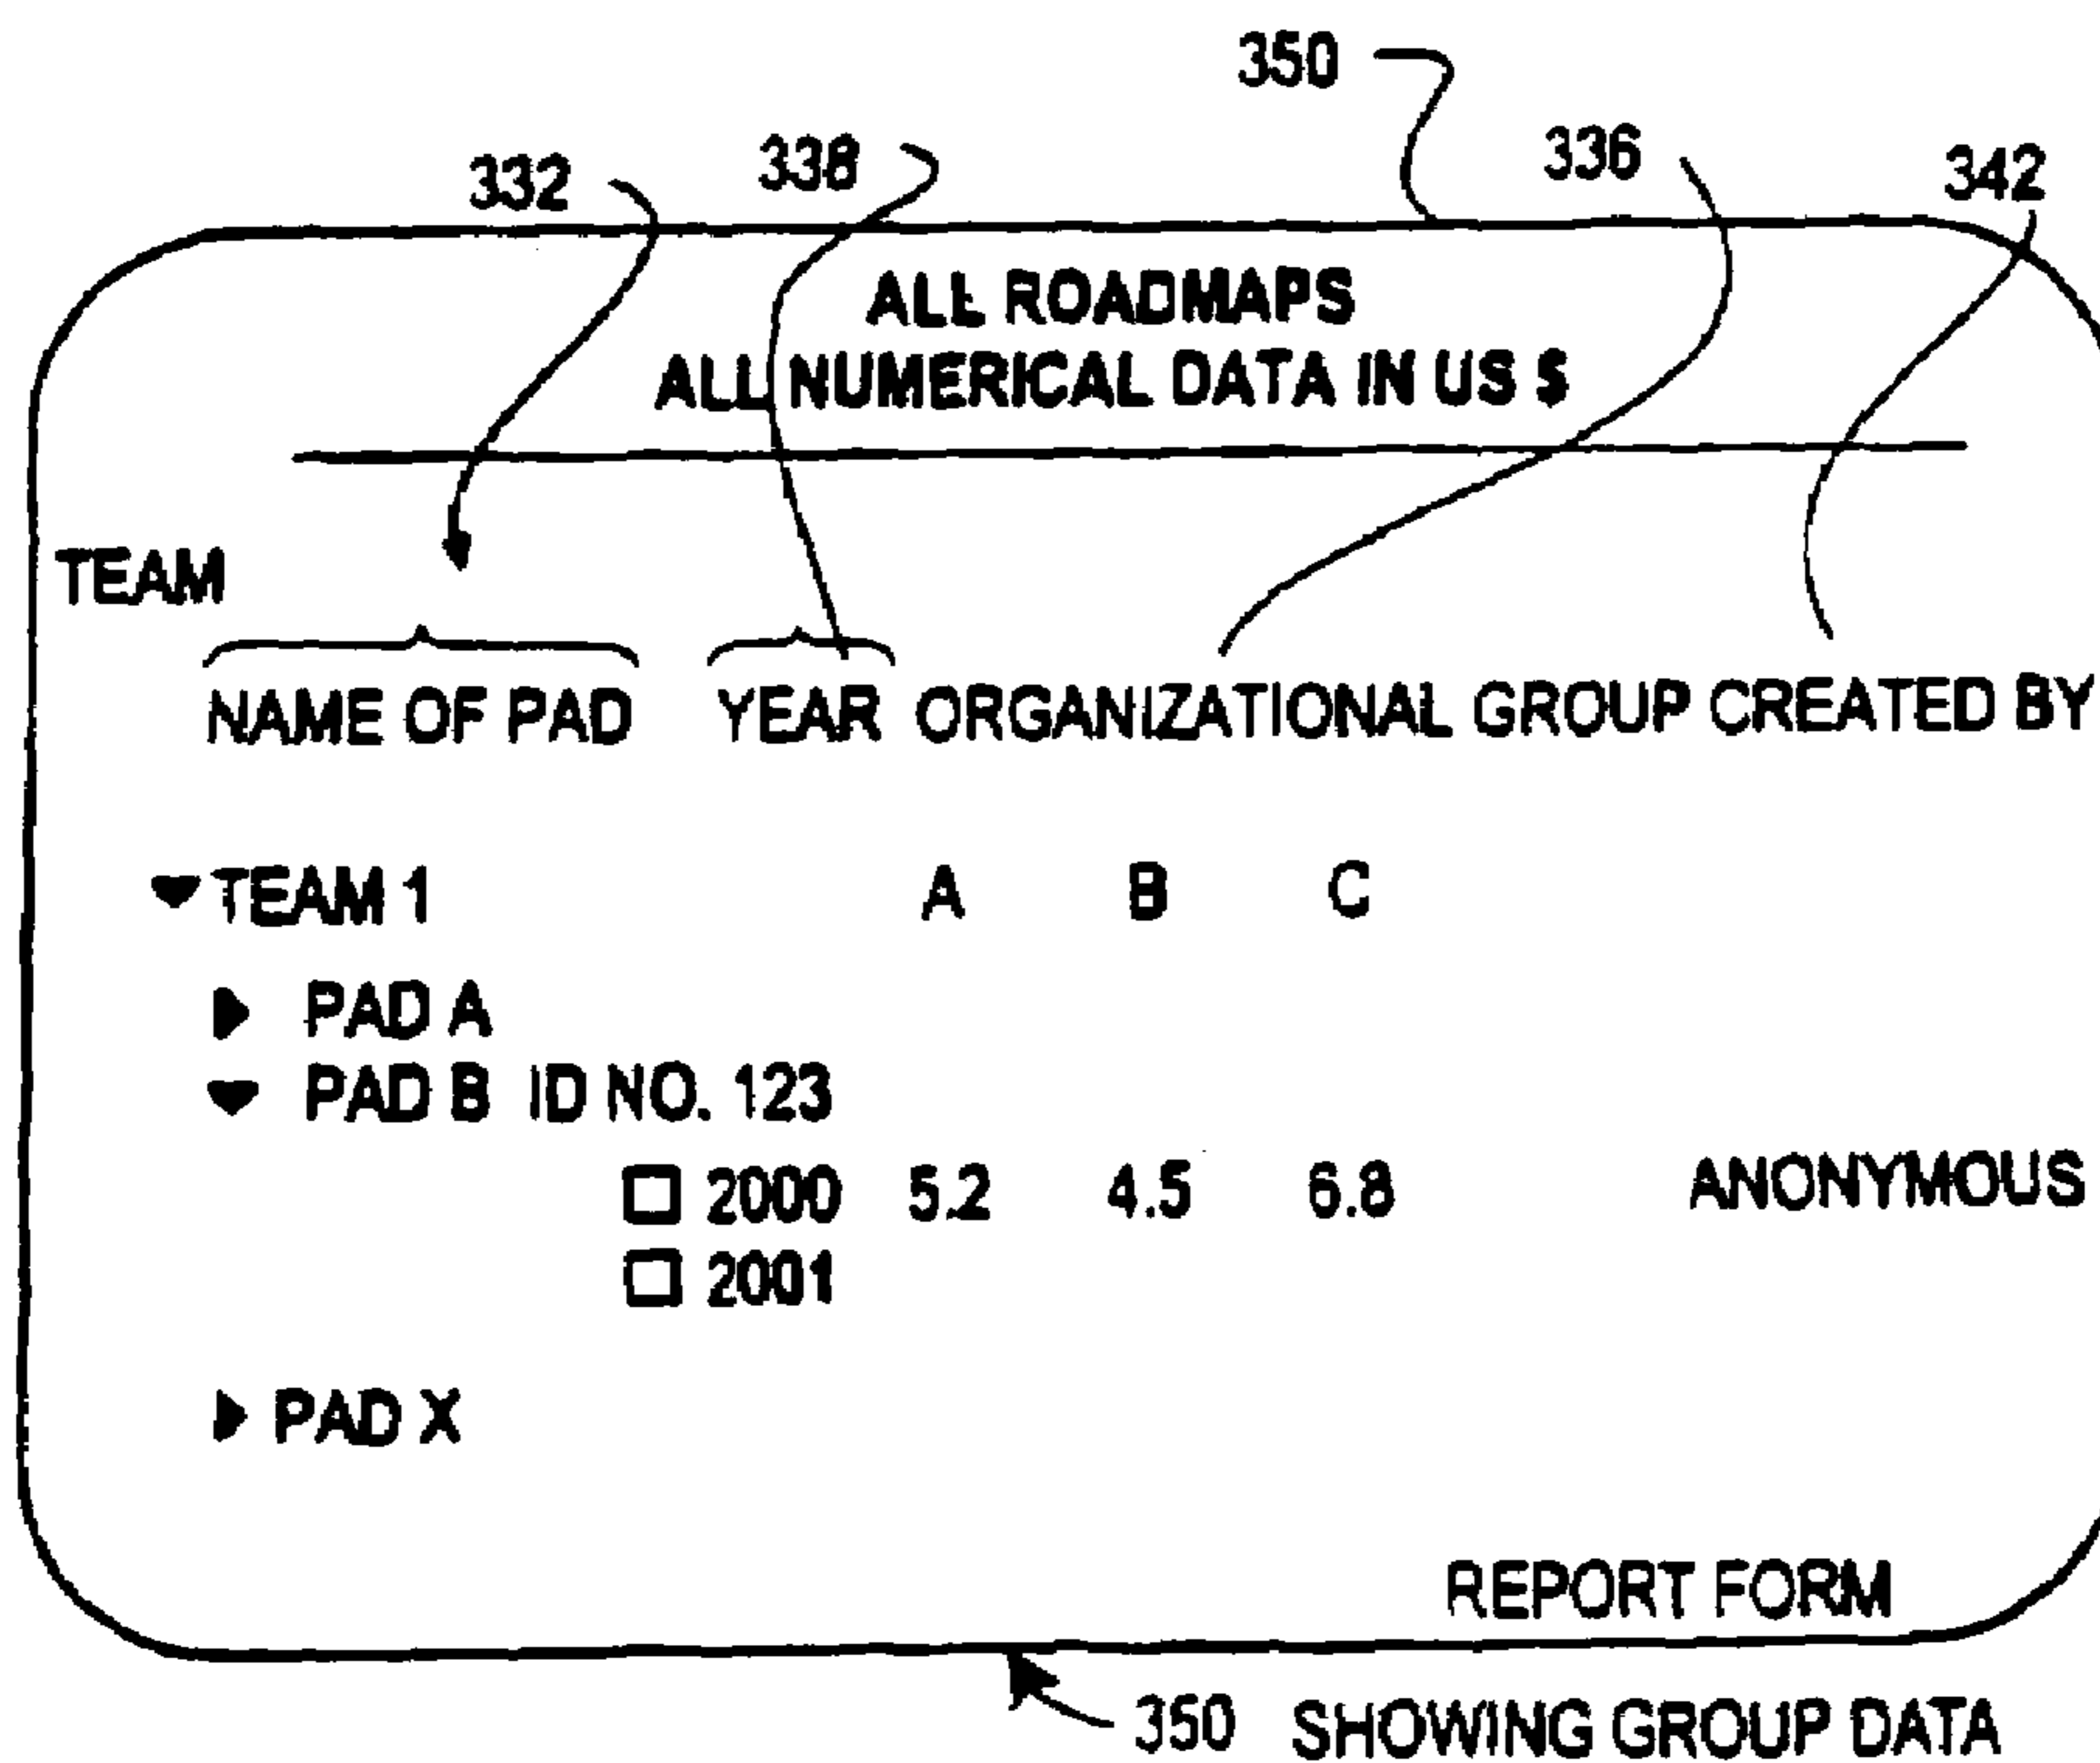 350
332 338 336 342
ALL ROADMAPS
ALL NUMERICAL DATA IN US $
TEAM
NAME OF PAD YEAR ORGANIZATIONAL GROUP CREATED BY
TEAM 1 A B C
PAD A
PAD B ID NO. 123
2000 5.2 4.5 6.8 ANONYMOUS
2001
PAD X
REPORT FORM
350 SHOWING GROUP DATA